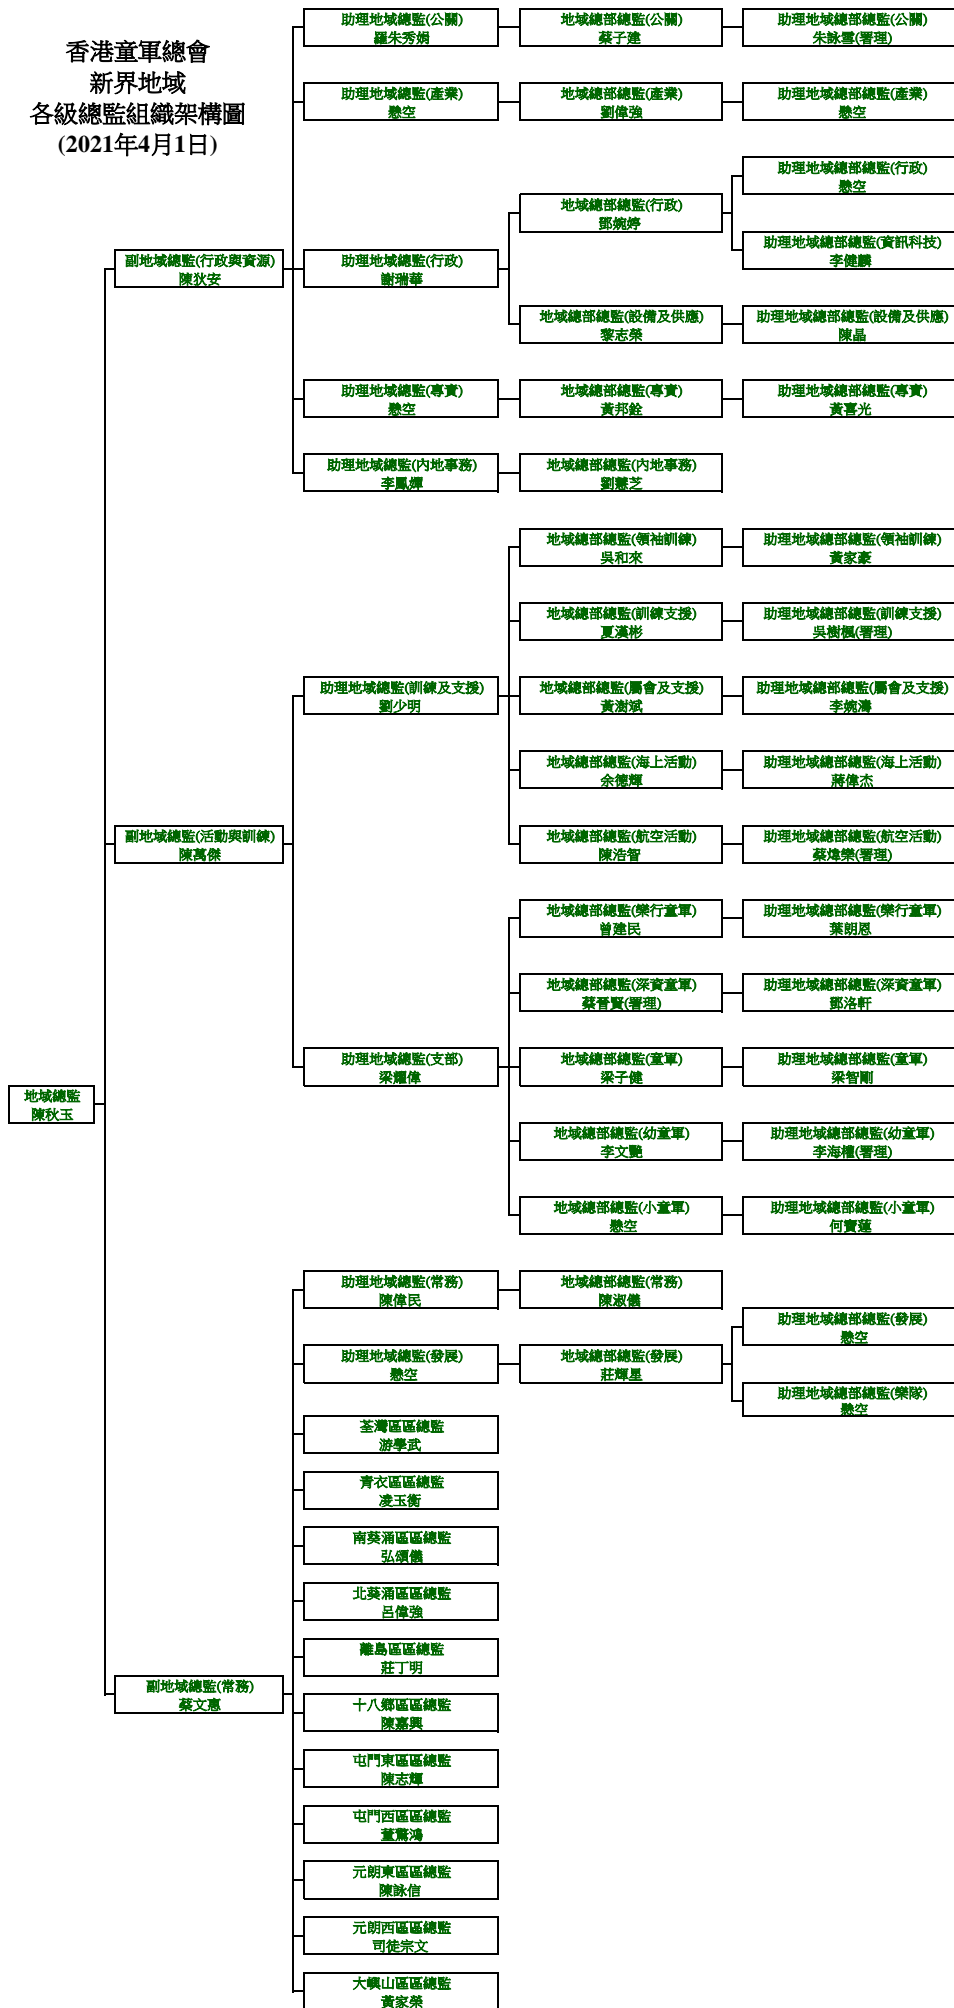 香港童軍總會
新界地域
各級總監組織架構圖
(2021年4月1日)
助理地域總監(公關)
羅朱秀娟
地域總部總監(公關)
蔡子建
助理地域總部總監(公關)
朱詠雪(署理)
助理地域總監(產業)
懸空
地域總部總監(產業)
劉偉強
助理地域總部總監(產業)
懸空
副地域總監(行政與資源)
陳狄安
助理地域總監(行政)
謝瑞華
地域總部總監(行政)
鄧婉婷
助理地域總部總監(行政)
懸空
助理地域總部總監(資訊科技)
李健麟
地域總部總監(設備及供應)
黎志榮
助理地域總部總監(設備及供應)
陳晶
助理地域總監(專責)
懸空
地域總部總監(專責)
黃邦銓
助理地域總部總監(專責)
黃喜光
助理地域總監(內地事務)
李鳳嬋
地域總部總監(內地事務)
劉慧芝
地域總部總監(領袖訓練)
吳和來
助理地域總部總監(領袖訓練)
黃家豪
地域總部總監(訓練支援)
夏漢彬
助理地域總部總監(訓練支援)
吳樹楓(署理)
助理地域總監(訓練及支援)
劉少明
地域總部總監(屬會及支援)
黃澍斌
助理地域總部總監(屬會及支援)
李婉濤
地域總部總監(海上活動)
余德輝
助理地域總部總監(海上活動)
蔣偉杰
副地域總監(活動與訓練)
陳萬傑
地域總部總監(航空活動)
陳浩智
助理地域總部總監(航空活動)
蔡煒樂(署理)
地域總部總監(樂行童軍)
曾建民
助理地域總部總監(樂行童軍)
葉朗恩
地域總部總監(深資童軍)
蔡晉賢(署理)
助理地域總部總監(深資童軍)
鄧洛軒
助理地域總監(支部)
梁耀偉
地域總部總監(童軍)
梁子健
助理地域總部總監(童軍)
梁智剛
地域總監
陳秋玉
地域總部總監(幼童軍)
李文艷
助理地域總部總監(幼童軍)
李海權(署理)
地域總部總監(小童軍)
懸空
助理地域總部總監(小童軍)
何寶蓮
助理地域總監(常務)
陳偉民
地域總部總監(常務)
陳淑儀
助理地域總監(發展)
懸空
地域總部總監(發展)
莊輝星
助理地域總部總監(發展)
懸空
助理地域總部總監(樂隊)
懸空
荃灣區區總監
游學武
青衣區區總監
凌玉衡
南葵涌區區總監
弘頌儀
北葵涌區區總監
呂偉強
離島區區總監
莊丁明
副地域總監(常務)
蔡文惠
十八鄉區區總監
陳嘉興
屯門東區區總監
陳志輝
屯門西區區總監
董驚鴻
元朗東區區總監
陳詠信
元朗西區區總監
司徒宗文
大嶼山區區總監
黃家榮